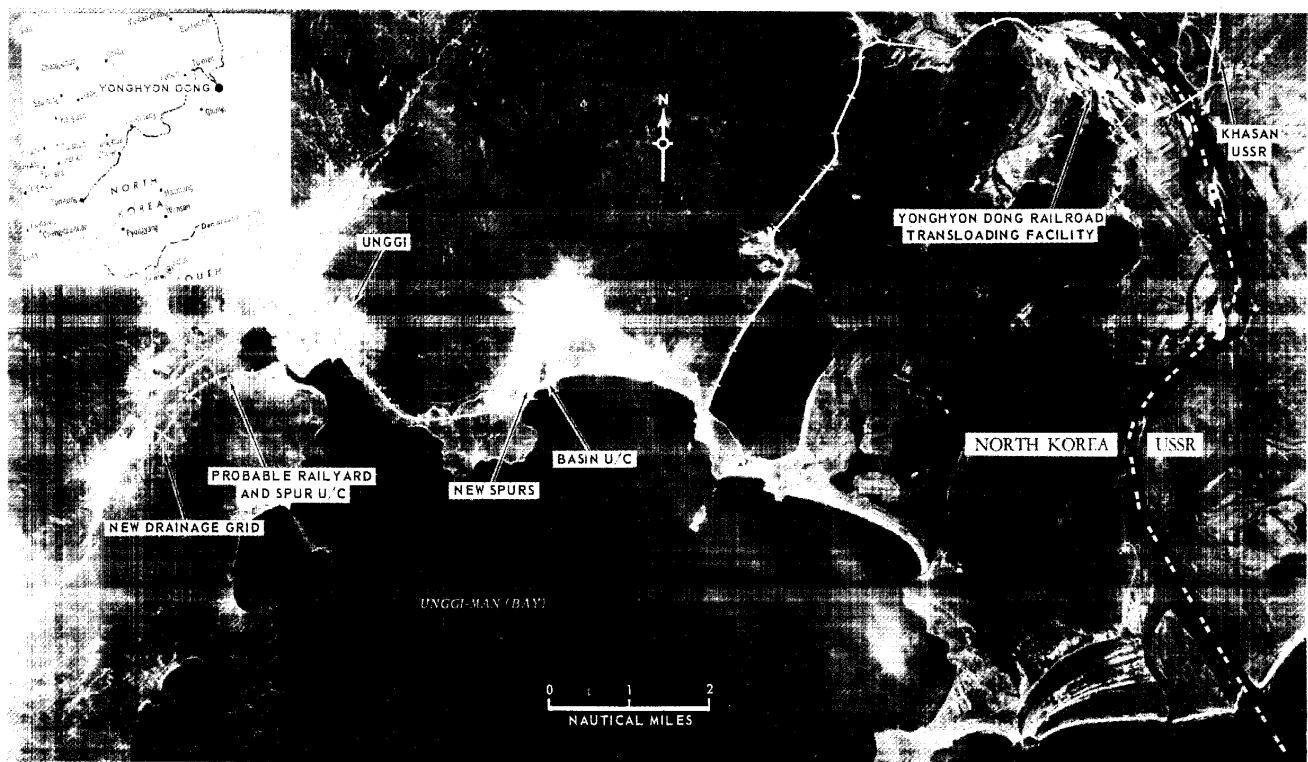 YONGHYON DONG
NORTH
KOREA
Pyongyang
N
KHASAN
USSR
YONGHYON DONG RAILROAD
TRANSLOADING FACILITY
UNGGI
NORTH KOREA
USSR
BASIN U/C
PROBABLE RAILYARD
AND SPUR U/C
NEW SPURS
NEW DRAINAGE GRID
UNGGI-MAN (BAY)
0 1 2
NAUTICAL MILES